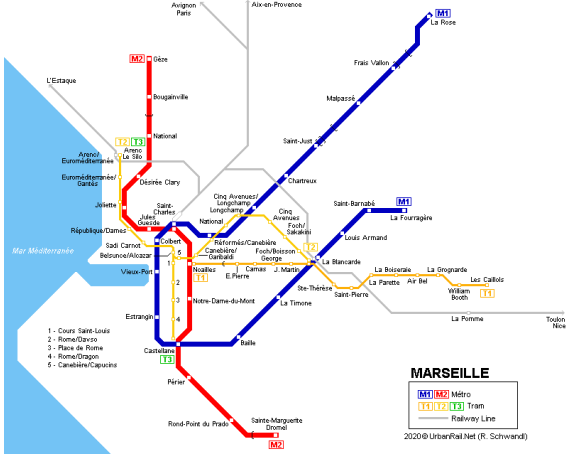 Avignon
Paris
Aix-en-Provence
M1
La Rose
M2
Gèze
Frais Vallon
L'Estaque
Bougainville
Malpassé
National
T2
T3
Arenc
Le Silo
Saint-Just
Arenc/
Euroméditerranée
Euroméditerranée/
Gantès
Désirée Clary
Chartreux
Joliette
Saint-
Charles
Cinq Avenues/
Longchamp
Longchamp
Saint-Barnabé
M1
La Fourragère
Jules
Guesde
National
Cinq
Avenues
Foch/
Sakakini
République/Dames
Louis Armand
Sadi Carnot
Colbert
Réformés/Canebière
T2
Mar Méditerranée
Belsunce/Alcazar
5
Canebière/
Garibaldi
Foch/Boisson
George
La Blancarde
Vieux-Port
1
Noailles
T1
E.Pierre
Camas
J. Martin
La Boiseraie
La Grognarde
Les Caillols
2
Ste-Thérèse
Saint-Pierre
La Parette
Air Bel
William
Booth
T1
3
Notre-Dame-du-Mont
La Timone
Estrangin
4
La Pomme
Toulon
Nice
1 - Cours Saint-Louis
2 - Rome/Davso
3 - Place de Rome
4 - Rome/Dragon
5 - Canebière/Capucins
Castellane
T3
Baille
Périer
MARSEILLE
M1 M2 Métro
T1 T2 T3 Tram
Railway Line
Rond-Point du Prado
Sainte-Marguerite
Dromel
M2
2020 © UrbanRail.Net (R. Schwandl)